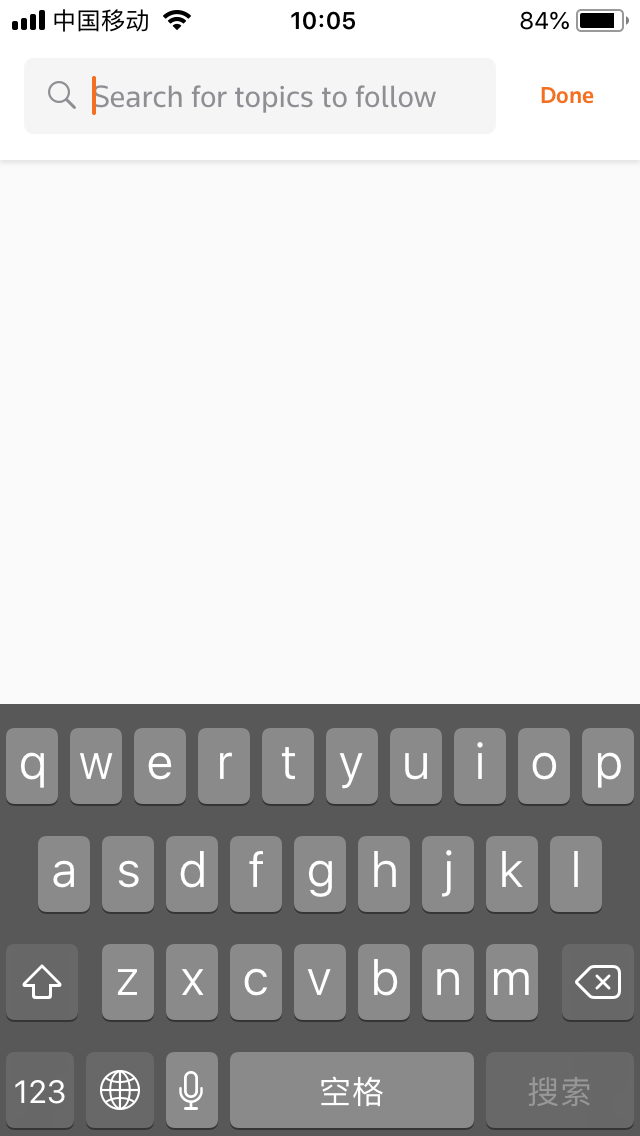 中国移动 10:05 84%
Search for topics to follow Done
q w e r t y u i o p
a s d f g h j k l
z x c v b n m
123 空格 搜索